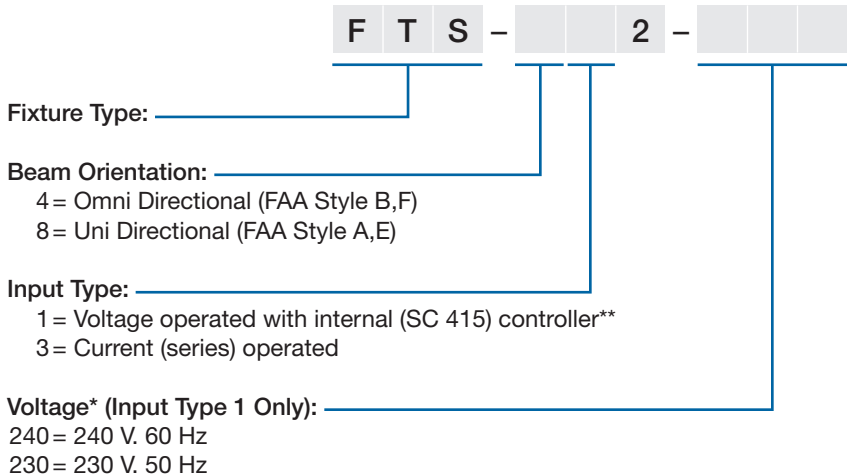 F T S – 2 –
Fixture Type:
Beam Orientation:
4 = Omni Directional (FAA Style B,F)
8 = Uni Directional (FAA Style A,E)
Input Type:
1 = Voltage operated with internal (SC 415) controller**
3 = Current (series) operated
Voltage* (Input Type 1 Only):
240 = 240 V. 60 Hz
230 = 230 V. 50 Hz